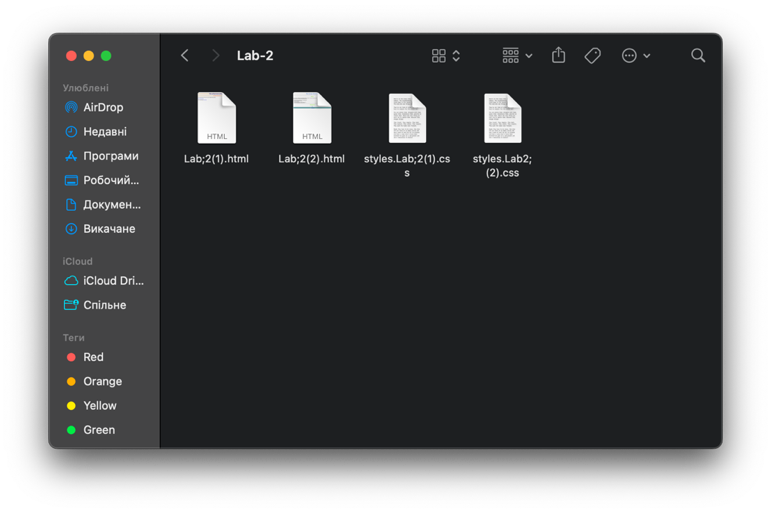 Lab-2
Улюблені
AirDrop
Недавні
Програми
Робочий...
Докумен...
Викачане
iCloud
iCloud Dri...
Спільне
Теги
Red
Orange
Yellow
Green
HTML
Lab;2(1).html
HTML
Lab;2(2).html
styles.Lab;2(1).cs
s
styles.Lab2;
(2).css